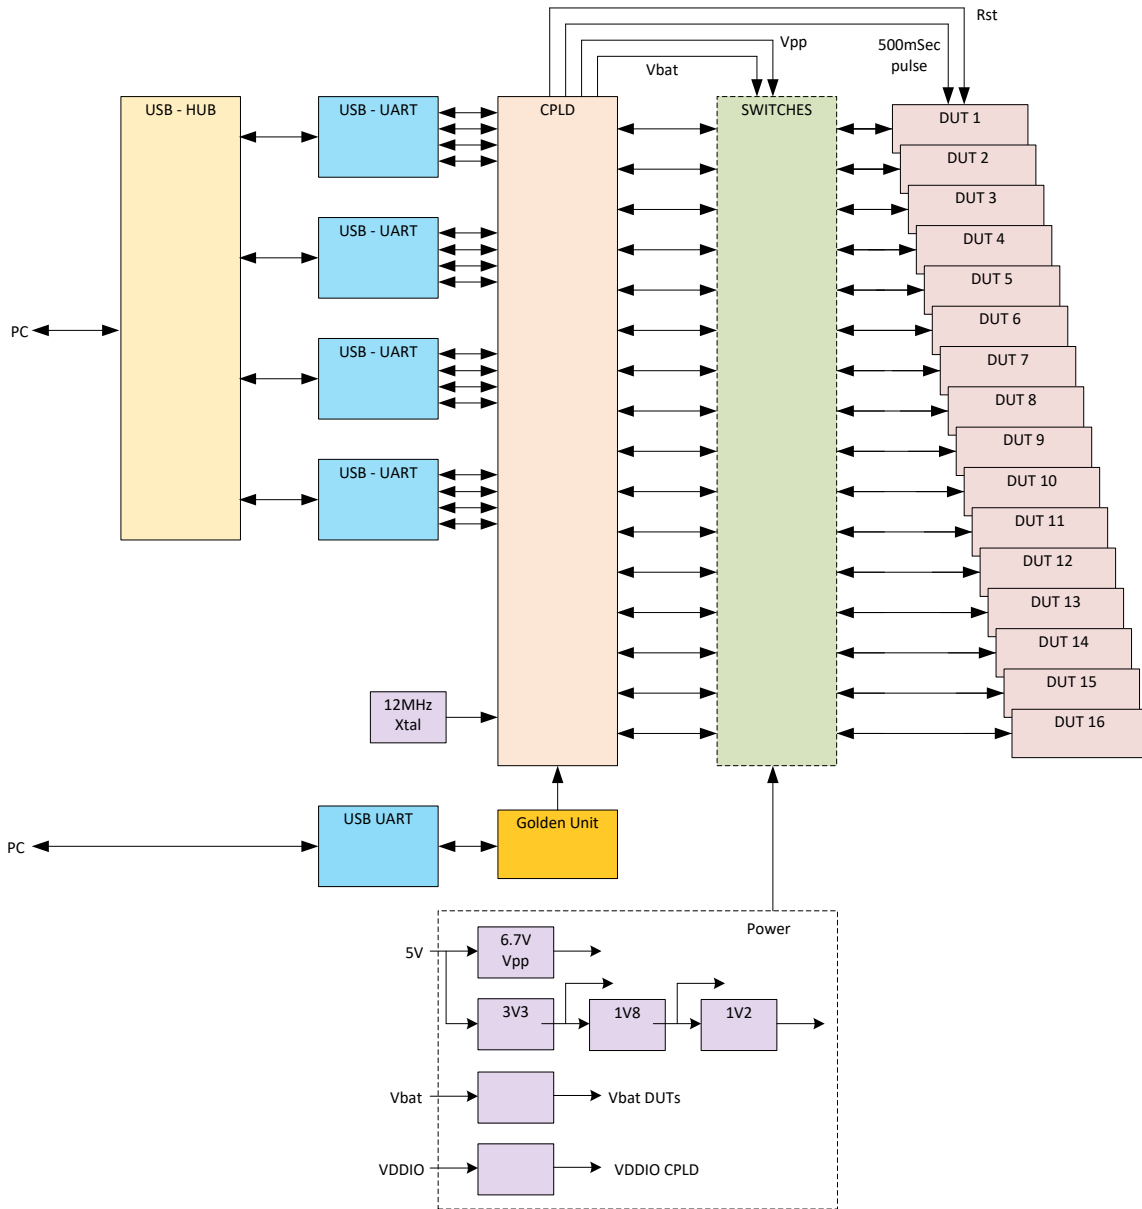 Rst
Vpp
500mSec
pulse
Vbat
USB - HUB
USB - UART
CPLD
SWITCHES
DUT 1
DUT 2
DUT 3
USB - UART
DUT 4
DUT 5
PC
DUT 6
USB - UART
DUT 7
DUT 8
DUT 9
USB - UART
DUT 10
DUT 11
DUT 12
DUT 13
DUT 14
DUT 15
12MHz
Xtal
DUT 16
USB UART
Golden Unit
PC
Power
5V
6.7V
Vpp
3V3
1V8
1V2
Vbat
Vbat DUTs
VDDIO
VDDIO CPLD